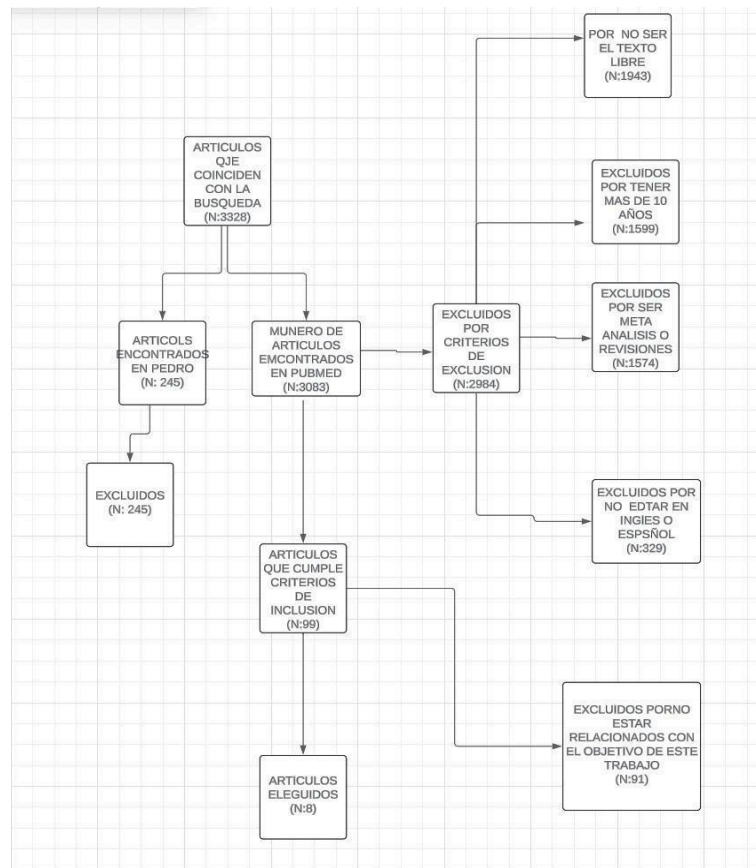 POR NO SER
EL TEXTO
LIBRE
(N:1943)
ARTICULOS
QJE
COINCIDEN
CON LA
BUSQUEDA
(N:3328)
EXCLUIDOS
POR TENER
MAS DE 10
AÑOS
(N:1599)
ARTICOLS
ENCONTRADOS
EN PEDRO
(N: 245)
MUNERO DE
ARTICULOS
EMCONTRADOS
EN PUBMED
(N:3083)
EXCLUIDOS
POR
CRITERIOS
DE
EXCLUSION
(N:2984)
EXCLUIDOS
POR SER
META
ANALISIS O
REVISIONES
(N:1574)
EXCLUIDOS
(N: 245)
EXCLUIDOS POR
NO EDTAR EN
INGlES O
ESPSÑOL
(N:329)
ARTICULOS
QUE CUMPLE
CRITERIOS
DE
INCLUSION
(N:99)
EXCLUIDOS PORNO
ESTAR
RELACIONADOS CON
EL OBJETIVO DE ESTE
TRABAJO
(N:91)
ARTICULOS
ELEGUIDOS
(N:8)